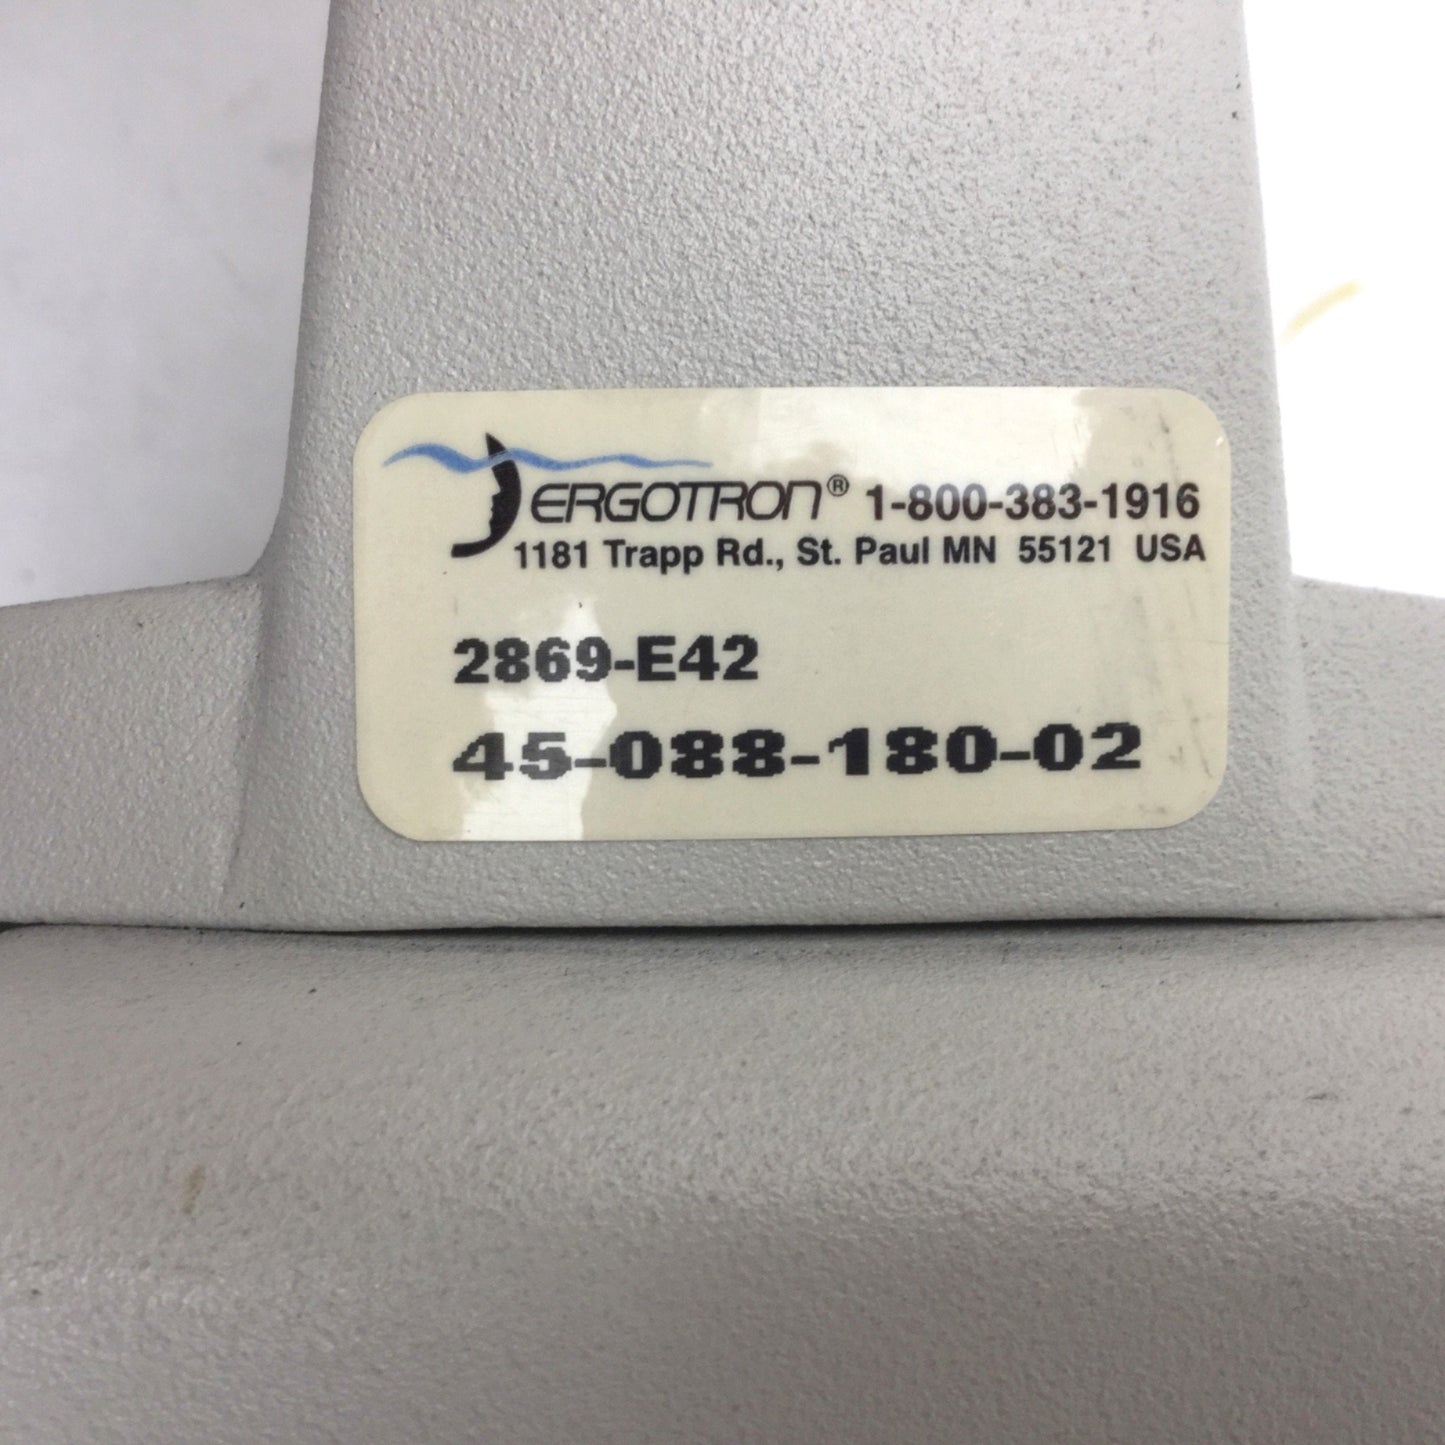 ERGOTRON® 1-800-383-1916
1181 Trapp Rd., St. Paul MN 55121 USA
2869-E42
45-088-180-02